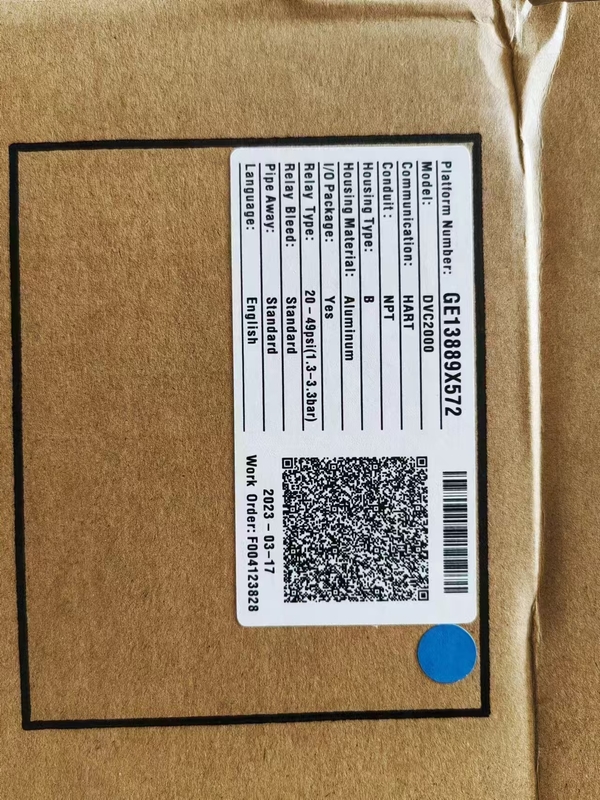 Platform Number: GE13889X572
Model: DVC2000
Communication: HART
Conduit : NPT
Housing Type: B
Housing Material: Aluminum
I/O Package: Yes
Relay Type: 20 – 49psi(1.3–3.3bar)
Relay Bleed: Standard
Pipe Away: Standard
Language: English
2023 – 03–17
Work Order: F004123828